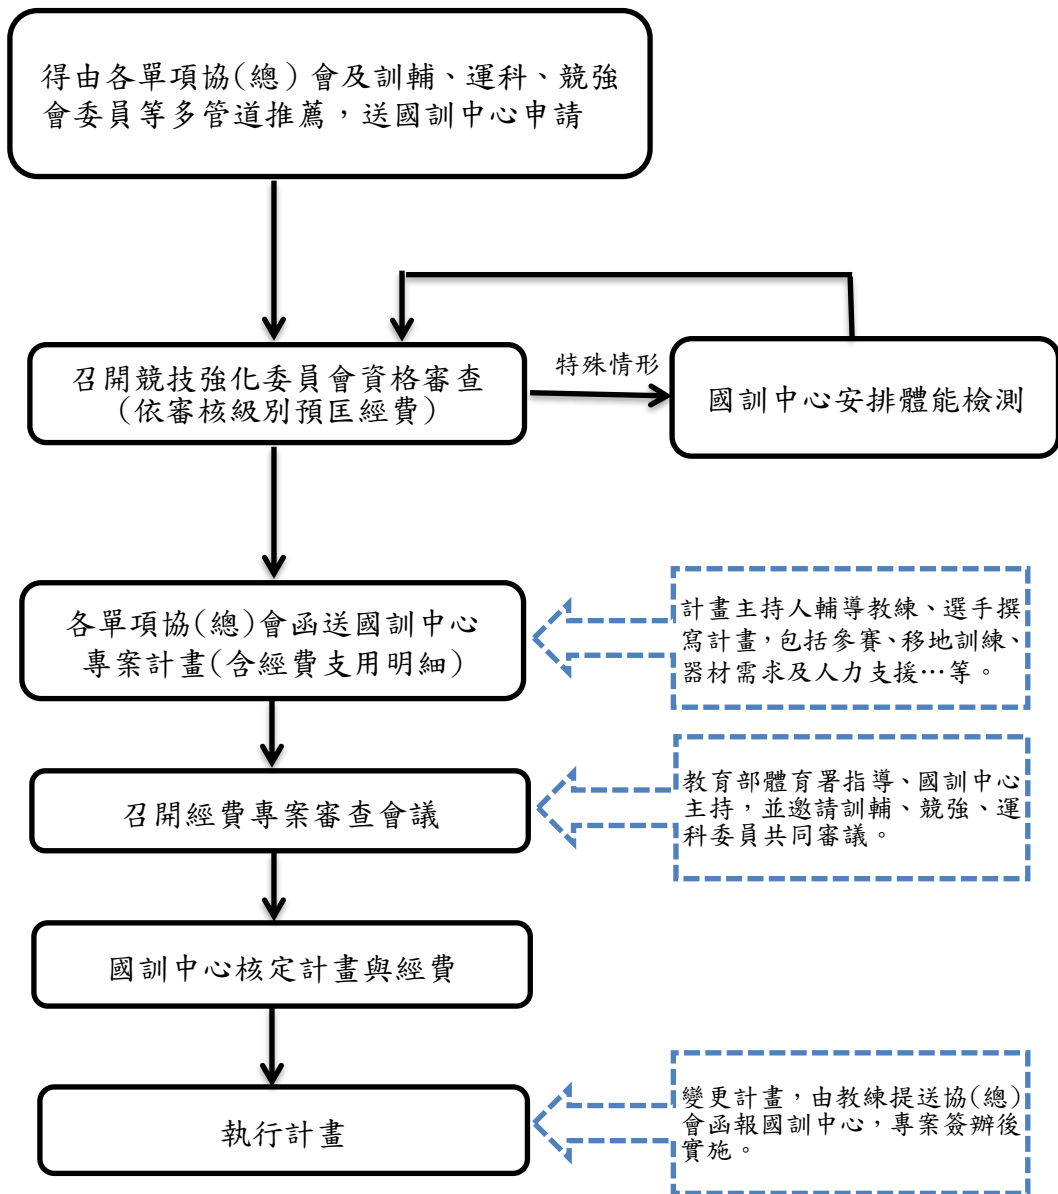 得由各單項協(總)會及訓輔、運科、競強
會委員等多管道推薦，送國訓中心申請
召開競技強化委員會資格審查
(依審核級別預匡經費)
特殊情形
國訓中心安排體能檢測
各單項協(總)會函送國訓中心
專案計畫(含經費支用明細)
計畫主持人輔導教練、選手撰
寫計畫，包括參賽、移地訓練、
器材需求及人力支援…等。
召開經費專案審查會議
教育部體育署指導、國訓中心
主持，並邀請訓輔、競強、運
科委員共同審議。
國訓中心核定計畫與經費
執行計畫
變更計畫，由教練提送協(總)
會函報國訓中心，專案簽辦後
實施。